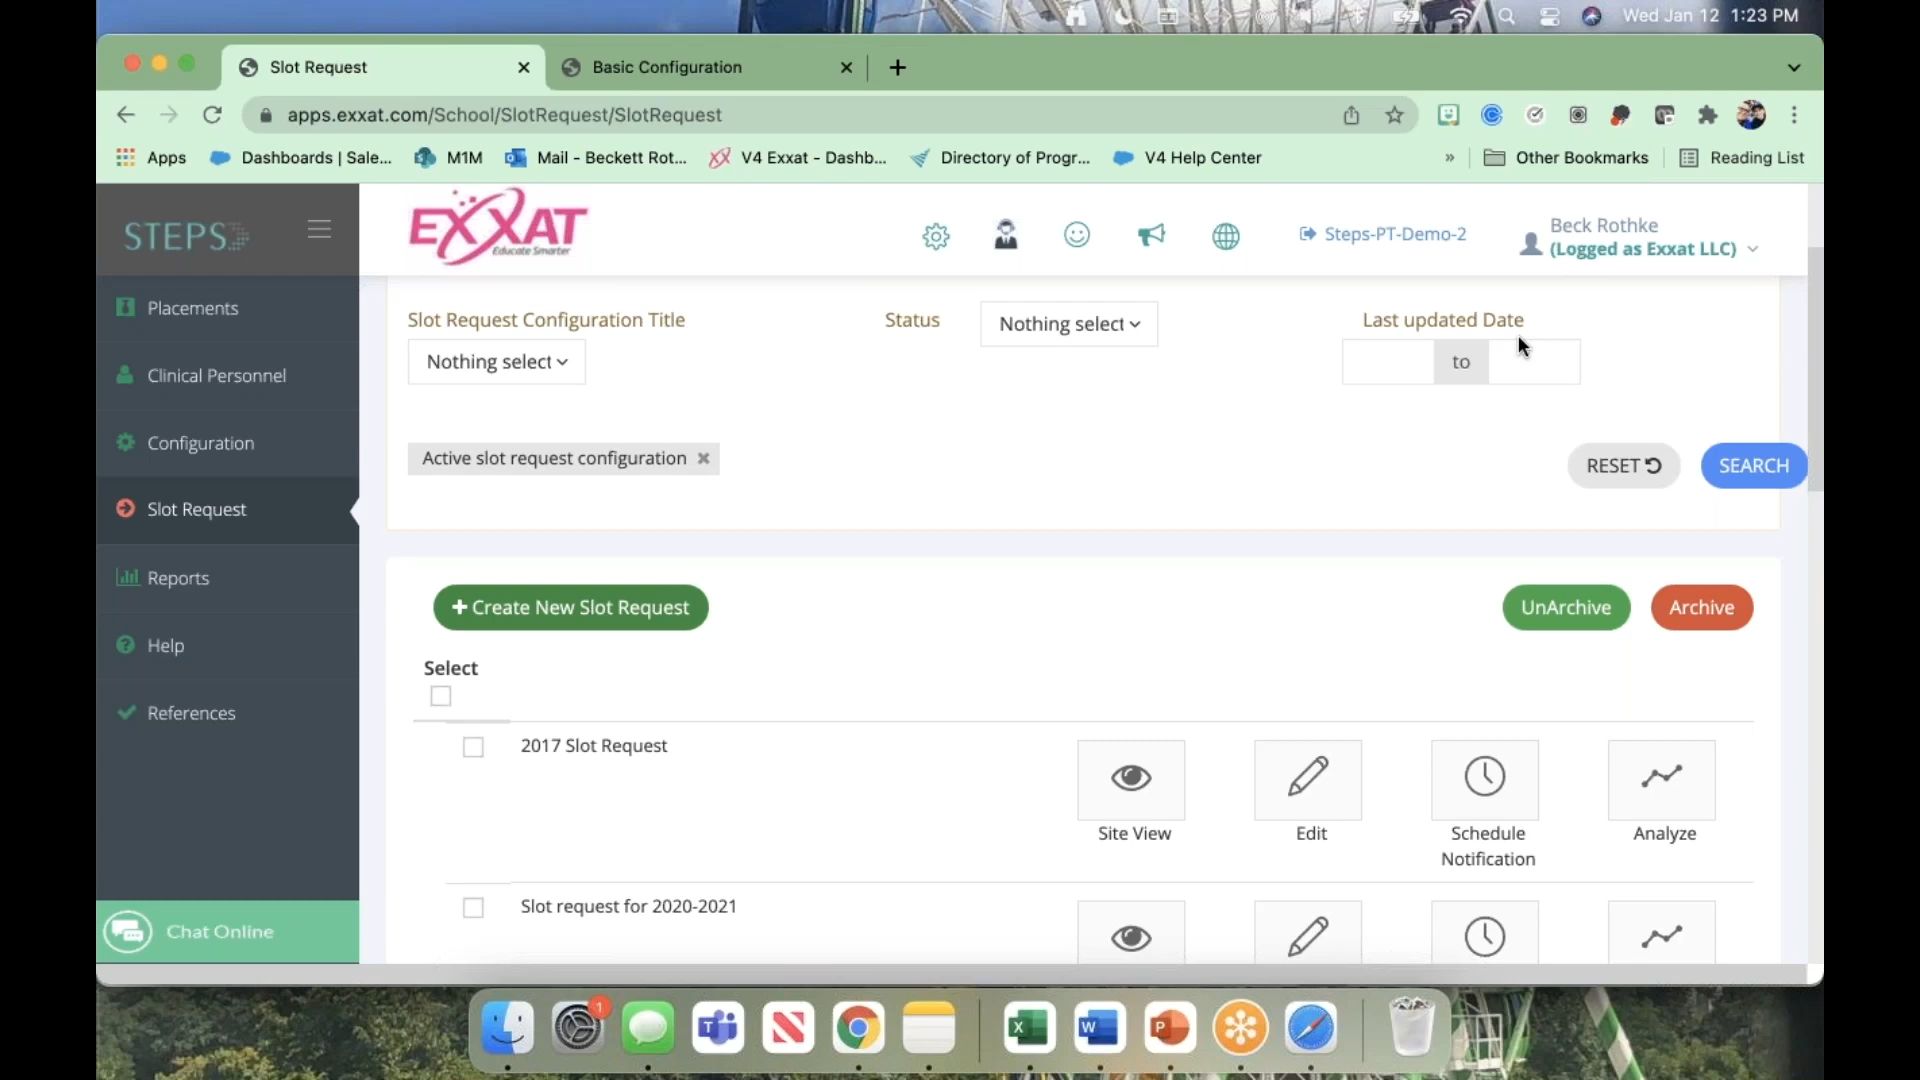 Wed Jan 12 1:23 PM
Slot Request
Basic Configuration
apps.exxat.com/School/SlotRequest/SlotRequest
Apps
Dashboards | Sale...
M1M
Mail - Beckett Rot...
V4 Exxat - Dashb...
Directory of Progr...
V4 Help Center
»
Other Bookmarks
Reading List
STEPS
EXXAT
Educate Smarter
Steps-PT-Demo-2
Beck Rothke
(Logged as Exxat LLC)
Placements
Clinical Personnel
Configuration
Slot Request
Reports
Help
References
Chat Online
Slot Request Configuration Title
Nothing select
Status
Nothing select
Last updated Date
to
Active slot request configuration
RESET
SEARCH
+ Create New Slot Request
UnArchive
Archive
Select
2017 Slot Request
Site View
Edit
Schedule
Notification
Analyze
Slot request for 2020-2021
1